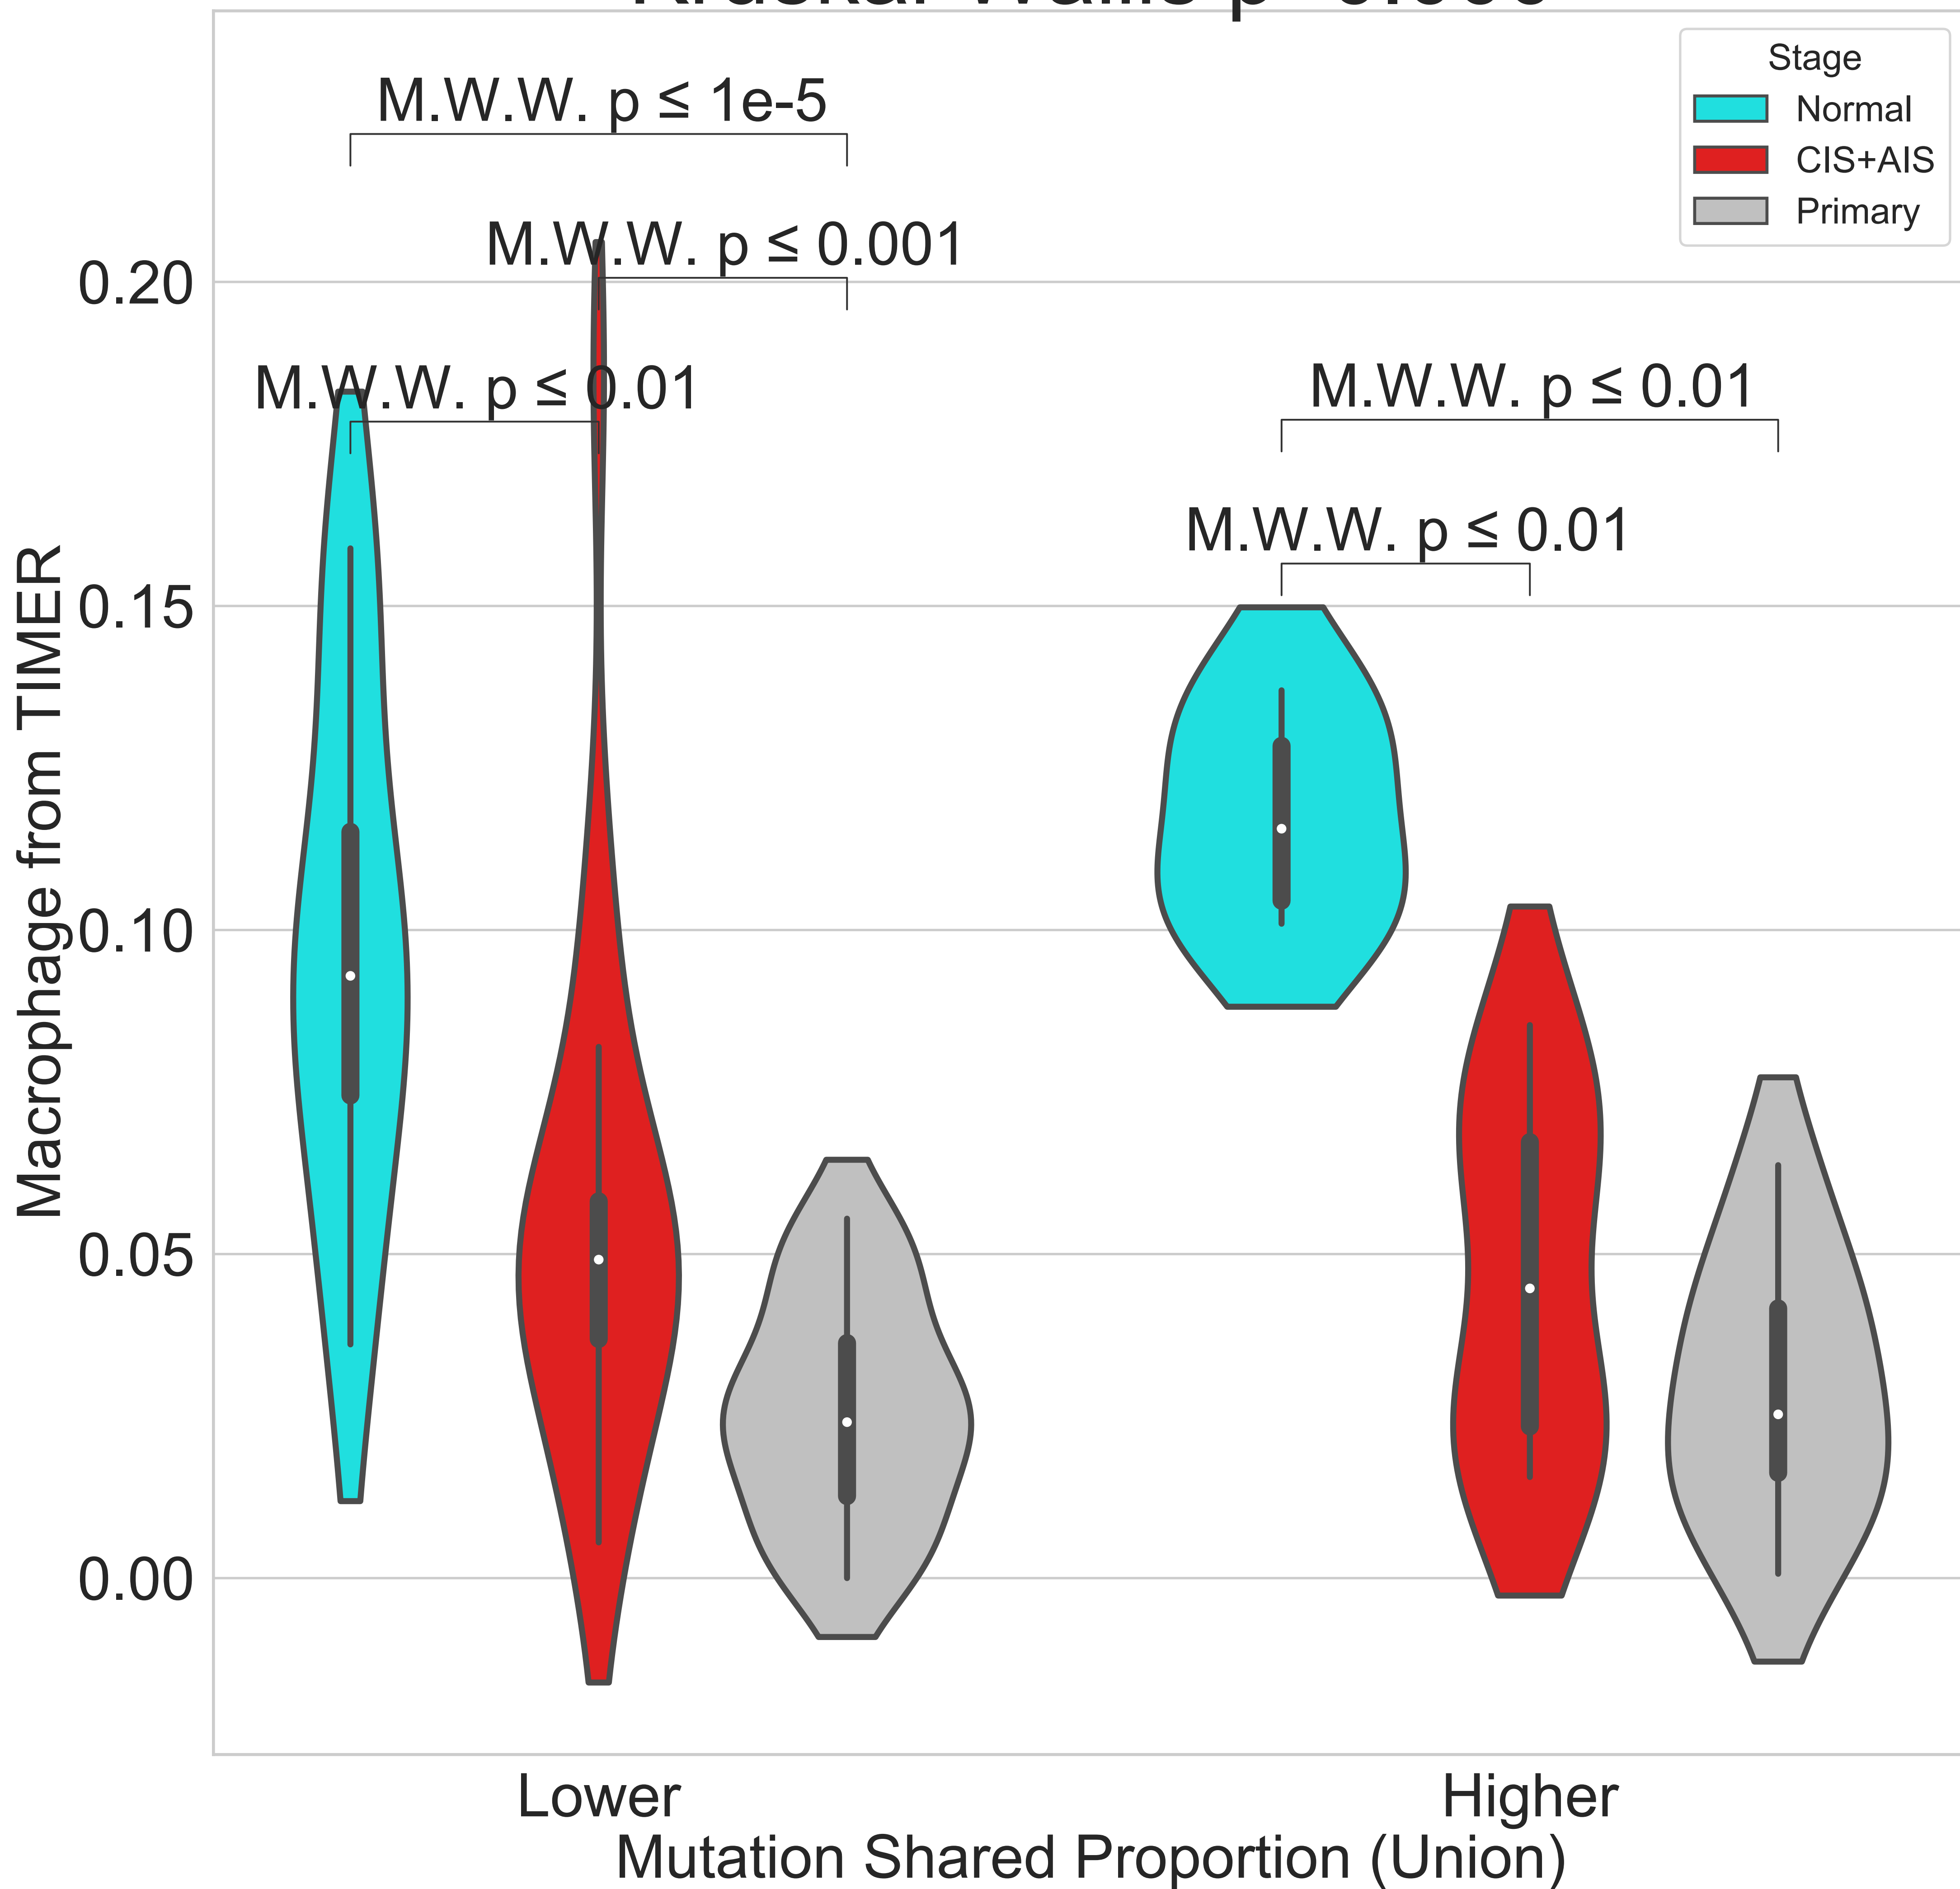 Stage
Normal
CIS+AIS
Primary
M.W.W. p ≤ 1e-5
M.W.W. p ≤ 0.001
M.W.W. p ≤ 0.01
M.W.W. p ≤ 0.01
M.W.W. p ≤ 0.01
Macrophage from TIMER
0.20
0.15
0.10
0.05
0.00
Lower
Higher
Mutation Shared Proportion (Union)